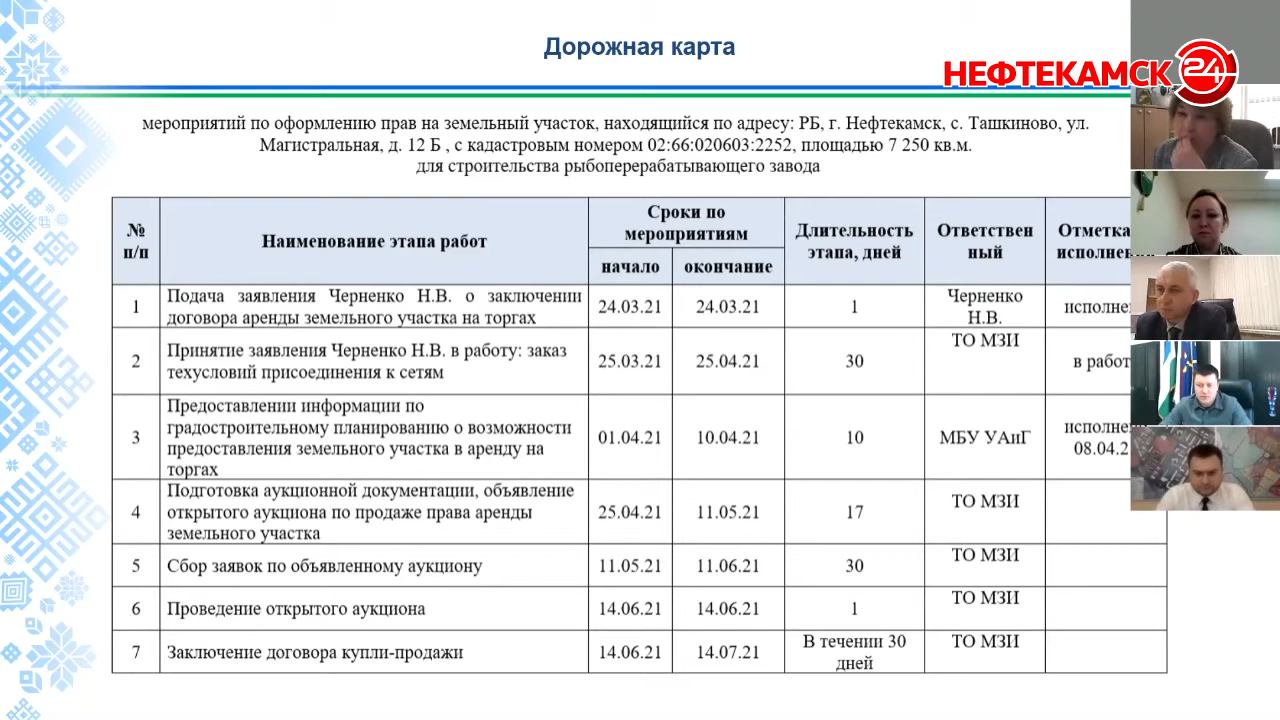 Дорожная карта
НЕФТЕКАМСК 24
мероприятий по оформлению прав на земельный участок, находящийся по адресу: РБ, г. Нефтекамск, с. Ташкиново, ул.
Магистральная, д. 12 Б , с кадастровым номером 02:66:020603:2252, площадью 7 250 кв.м.
для строительства рыбоперерабатывающего завода
№
п/п
Наименование этапа работ
Сроки по
мероприятиям
начало
окончание
Длительность
этапа, дней
Ответствен
ный
Отметка
1
Подача заявления Черненко Н.В. о заключении
договора аренды земельного участка на торгах
24.03.21
24.03.21
1
Черненко
Н.В.
2
Принятие заявления Черненко Н.В. в работу: заказ
техусловий присоединения к сетям
25.03.21
25.04.21
30
ТО МЗИ
в работ
3
Предоставлении информации по
градостроительному планированию о возможности
предоставления земельного участка в аренду на
торгах
01.04.21
10.04.21
10
МБУ УАиГ
08.04.2
4
Подготовка аукционной документации, объявление
открытого аукциона по продаже права аренды
земельного участка
25.04.21
11.05.21
17
ТО МЗИ
5
Сбор заявок по объявленному аукциону
11.05.21
11.06.21
30
ТО МЗИ
6
Проведение открытого аукциона
14.06.21
14.06.21
1
ТО МЗИ
7
Заключение договора купли-продажи
14.06.21
14.07.21
В течении 30
дней
ТО МЗИ